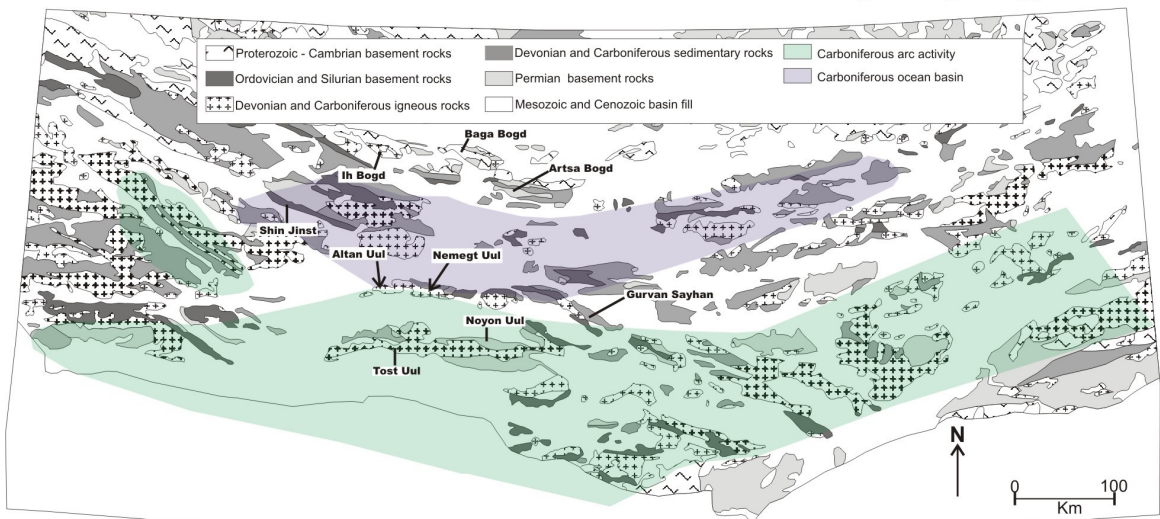 Proterozoic - Cambrian basement rocks
Ordovician and Silurian basement rocks
Devonian and Carboniferous igneous rocks
Devonian and Carboniferous sedimentary rocks
Permian basement rocks
Mesozoic and Cenozoic basin fill
Carboniferous arc activity
Carboniferous ocean basin
Baga Bogd
Ih Bogd
Artsa Bogd
Shin Jinst
Altan Uul
Nemegt Uul
Gurvan Sayhan
Noyon Uul
Tost Uul
N
0 100
Km